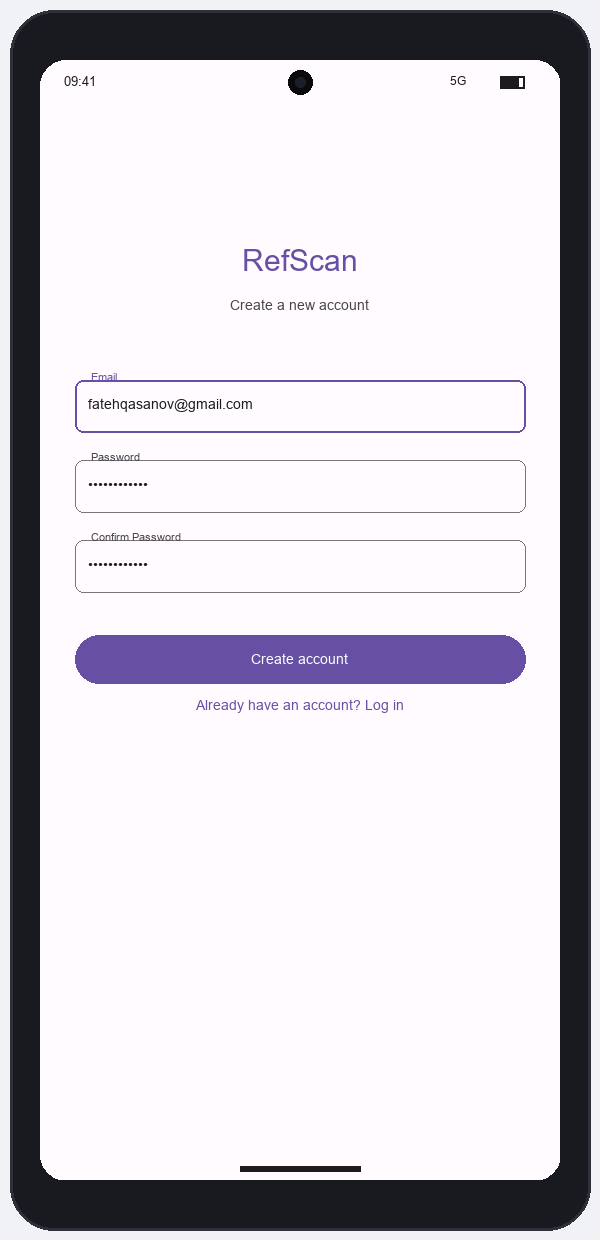 09:41
5G
RefScan
Create a new account
Email
fatehqasanov@gmail.com
Password
••••••••••••
Confirm Password
••••••••••••
Create account
Already have an account? Log in